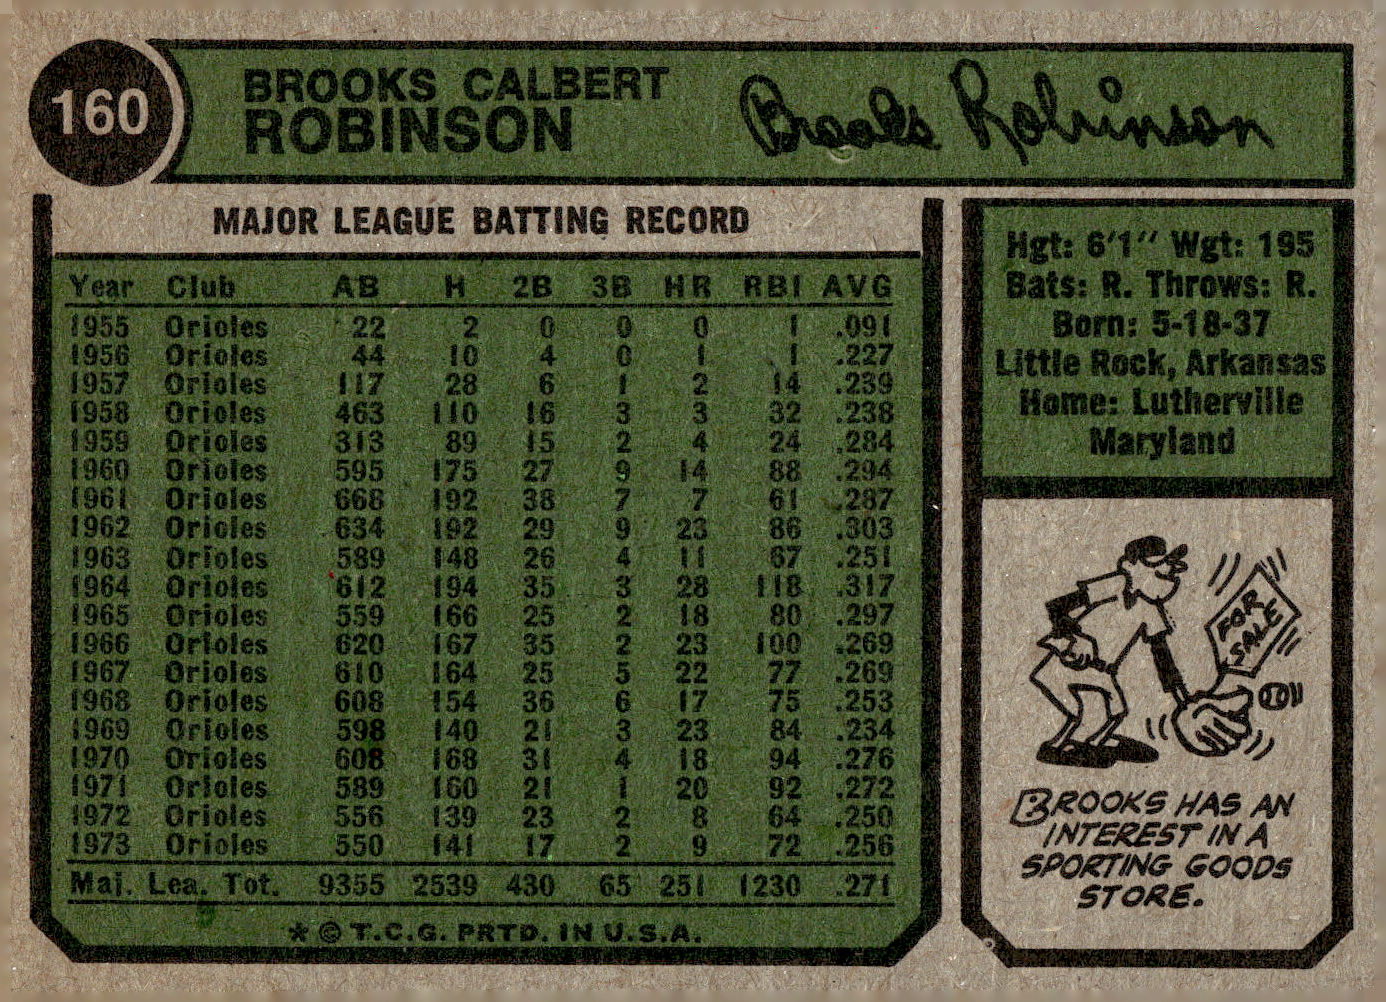 160
BROOKS CALBERT
ROBINSON
Brooks Robinson
MAJOR LEAGUE BATTING RECORD
Year Club AB H 2B 3B HR RBI AVG
1955 Orioles 22 2 0 0 0 1 .091
1956 Orioles 44 10 4 0 1 1 .227
1957 Orioles 117 28 6 1 2 14 .239
1958 Orioles 463 110 16 3 3 32 .238
1959 Orioles 313 89 15 2 4 24 .284
1960 Orioles 595 175 27 9 14 88 .294
1961 Orioles 668 192 38 7 7 61 .287
1962 Orioles 634 192 29 9 23 86 .303
1963 Orioles 589 148 26 4 11 67 .251
1964 Orioles 612 194 35 3 28 118 .317
1965 Orioles 559 166 25 2 18 80 .297
1966 Orioles 620 167 35 2 23 100 .269
1967 Orioles 610 164 25 5 22 77 .269
1968 Orioles 608 154 36 6 17 75 .253
1969 Orioles 598 140 21 3 23 84 .234
1970 Orioles 608 168 31 4 18 94 .276
1971 Orioles 589 160 21 1 20 92 .272
1972 Orioles 556 139 23 2 8 64 .250
1973 Orioles 550 141 17 2 9 72 .256
Maj. Lea. Tot. 9355 2539 430 65 251 1230 .271
* © T.C.G. PRTD. IN U.S.A.
Hgt: 6'1" Wgt: 195
Bats: R. Throws: R.
Born: 5-18-37
Little Rock, Arkansas
Home: Lutherville
Maryland
FOR
SALE
BROOKS HAS AN
INTEREST IN A
SPORTING GOODS
STORE.